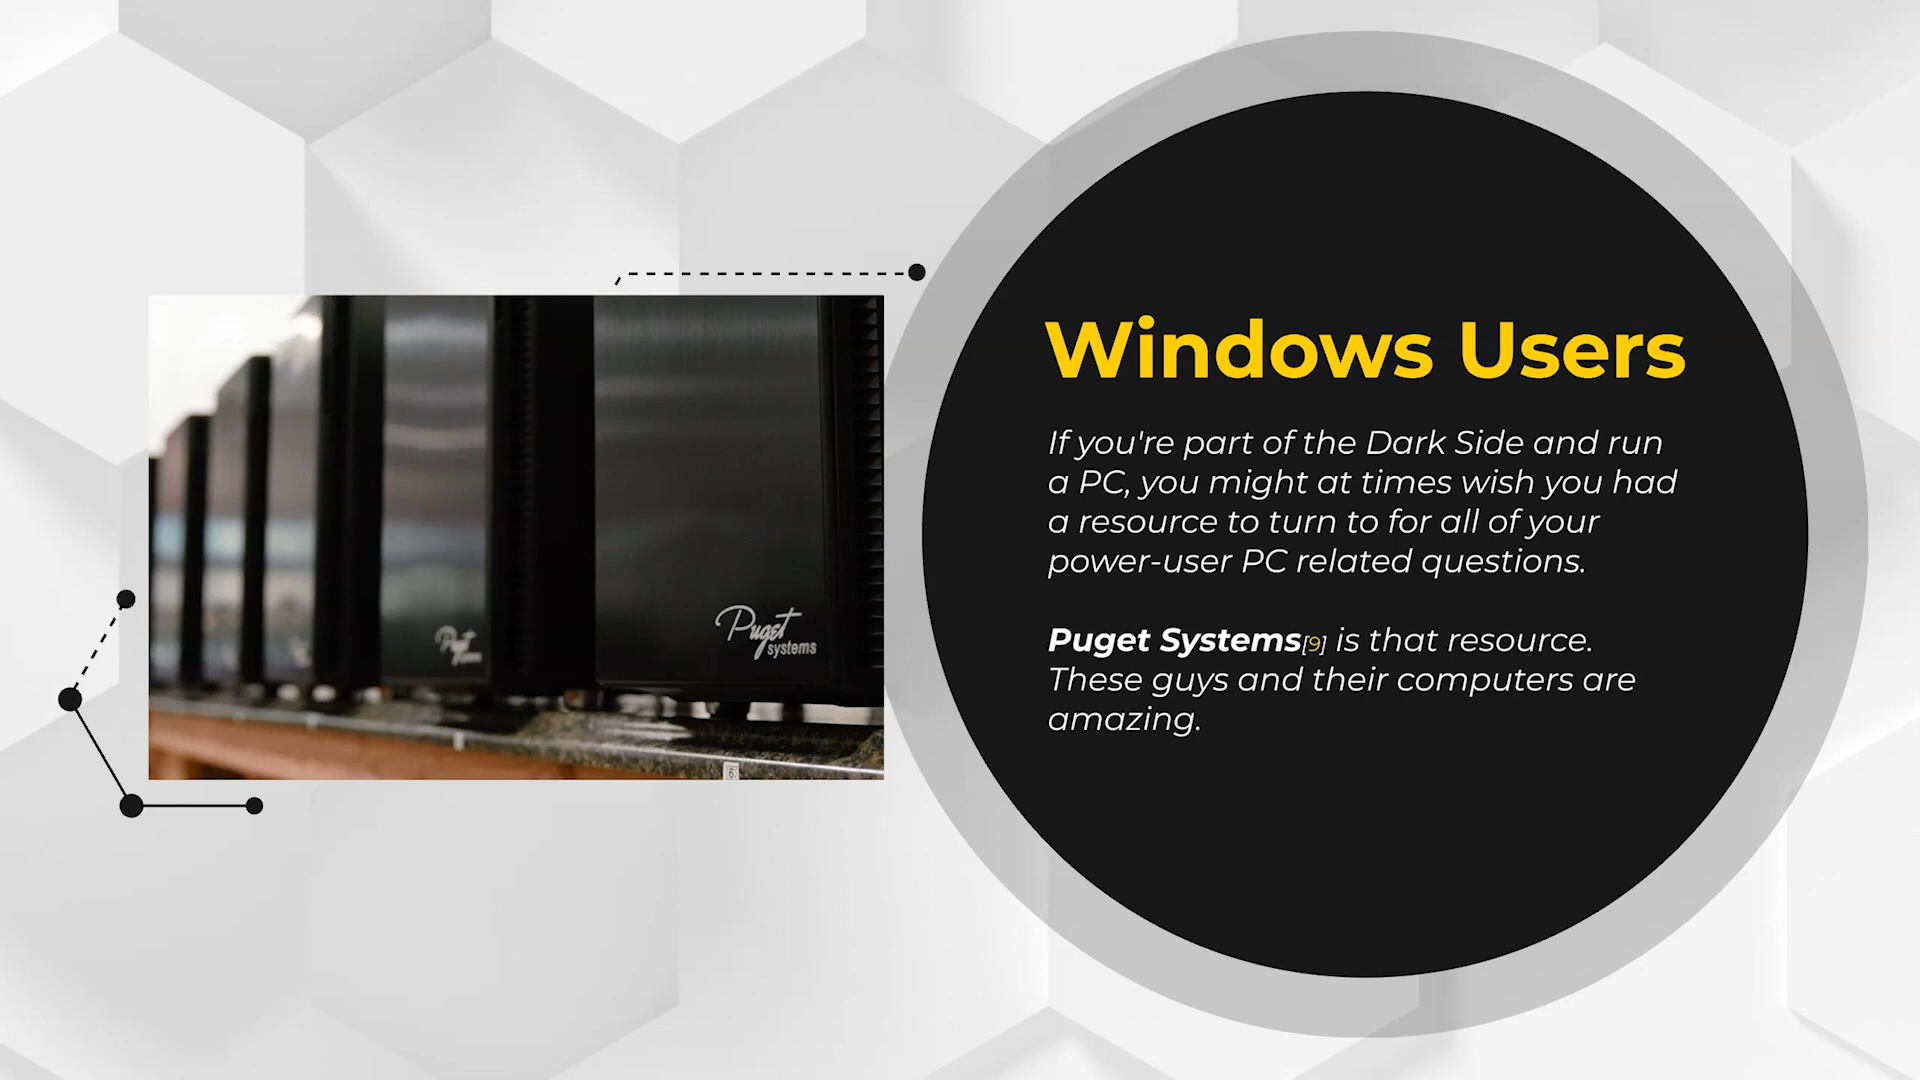 Windows Users
If you're part of the Dark Side and run
a PC, you might at times wish you had
a resource to turn to for all of your
power-user PC related questions.
Puget Systems[9] is that resource.
These guys and their computers are
amazing.
Puget
systems
Puget
6